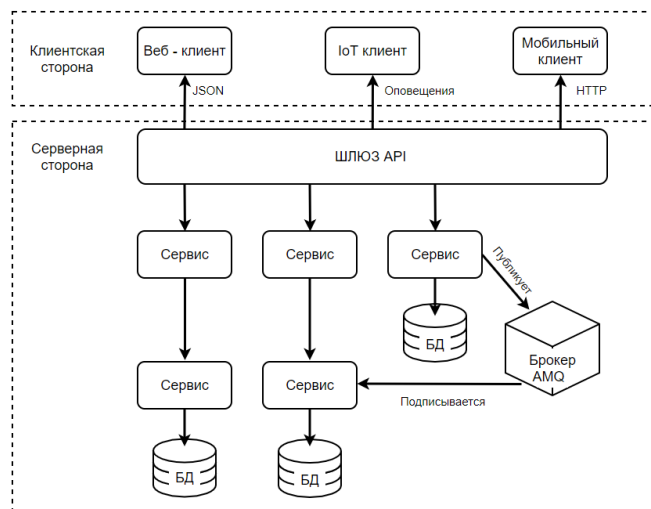 Клиентская
сторона
Веб - клиент
IoT клиент
Мобильный
клиент
JSON
Оповещения
HTTP
Серверная
сторона
ШЛЮЗ API
Сервис
Сервис
Сервис
Публикует
БД
Брокер
AMQ
Сервис
Сервис
Подписывается
БД
БД